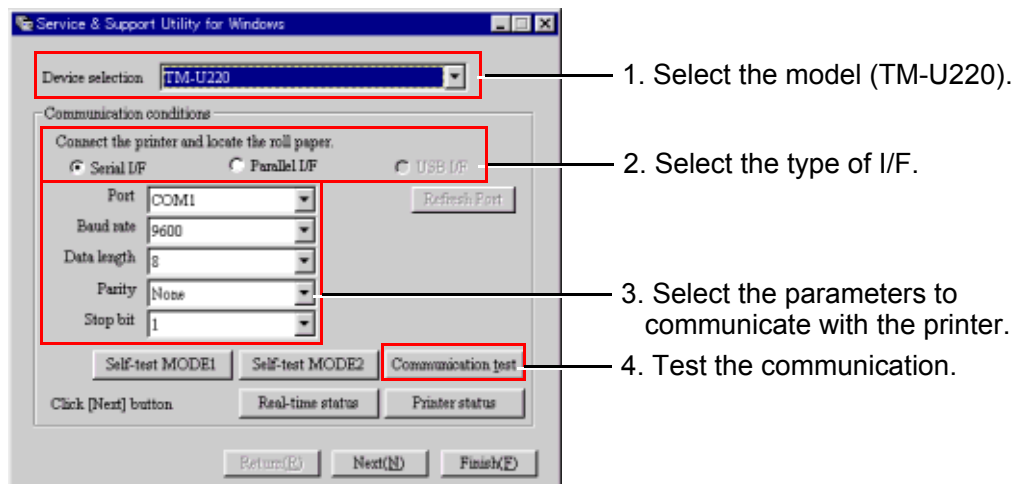 Service & Support Utility for Windows
Device selection TM-U220
1. Select the model (TM-U220).
Communication conditions
Connect the printer and locate the roll paper.
Serial I/F Parallel I/F USB I/F
2. Select the type of I/F.
Port COM1 Refresh Port
Baud rate 9600
Data length 8
Parity None
3. Select the parameters to
communicate with the printer.
Stop bit 1
Self-test MODE1 Self-test MODE2 Communication test
4. Test the communication.
Click [Next] button Real-time status Printer status
Return(R) Next(N) Finish(F)